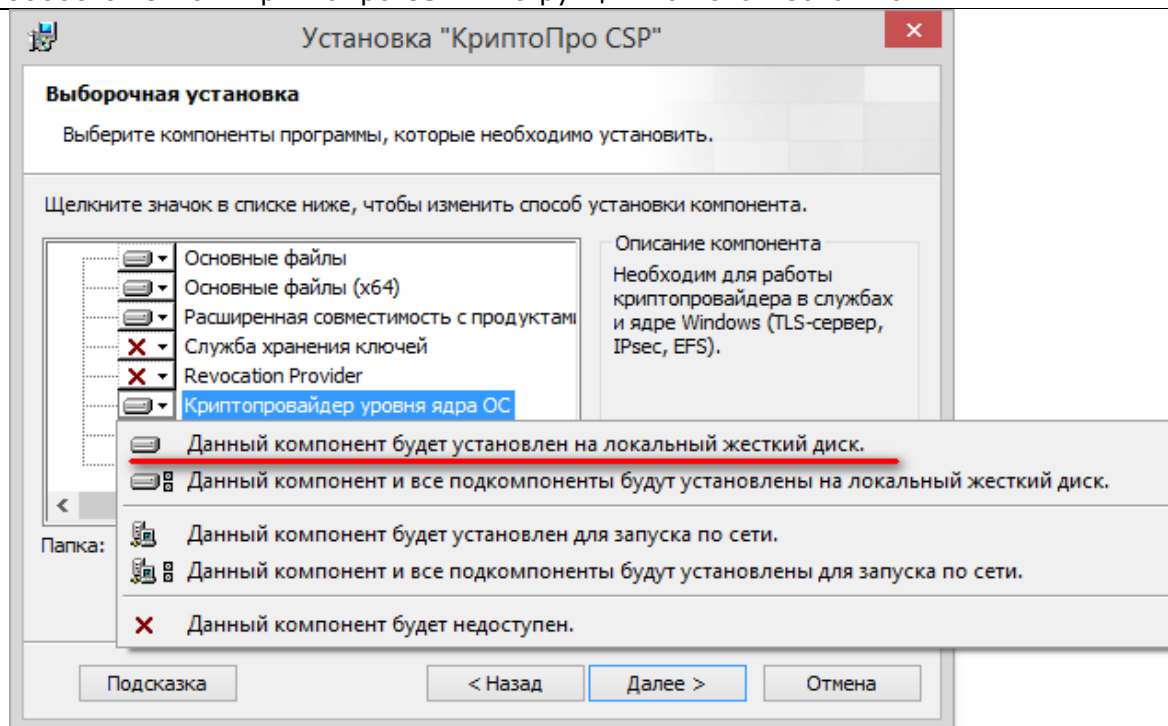 Установка "КриптоПро CSP"
Выборочная установка
Выберите компоненты программы, которые необходимо установить.
Щелкните значок в списке ниже, чтобы изменить способ установки компонента.
Основные файлы
Основные файлы (x64)
Расширенная совместимость с продуктами
Служба хранения ключей
Revocation Provider
Криптопровайдер уровня ядра ОС
Описание компонента
Необходим для работы
криптопровайдера в службах
и ядре Windows (TLS-сервер,
IPsec, EFS).
Данный компонент будет установлен на локальный жесткий диск.
Данный компонент и все подкомпоненты будут установлены на локальный жесткий диск.
Данный компонент будет установлен для запуска по сети.
Данный компонент и все подкомпоненты будут установлены для запуска по сети.
Данный компонент будет недоступен.
Папка:
Подсказка
< Назад
Далее >
Отмена